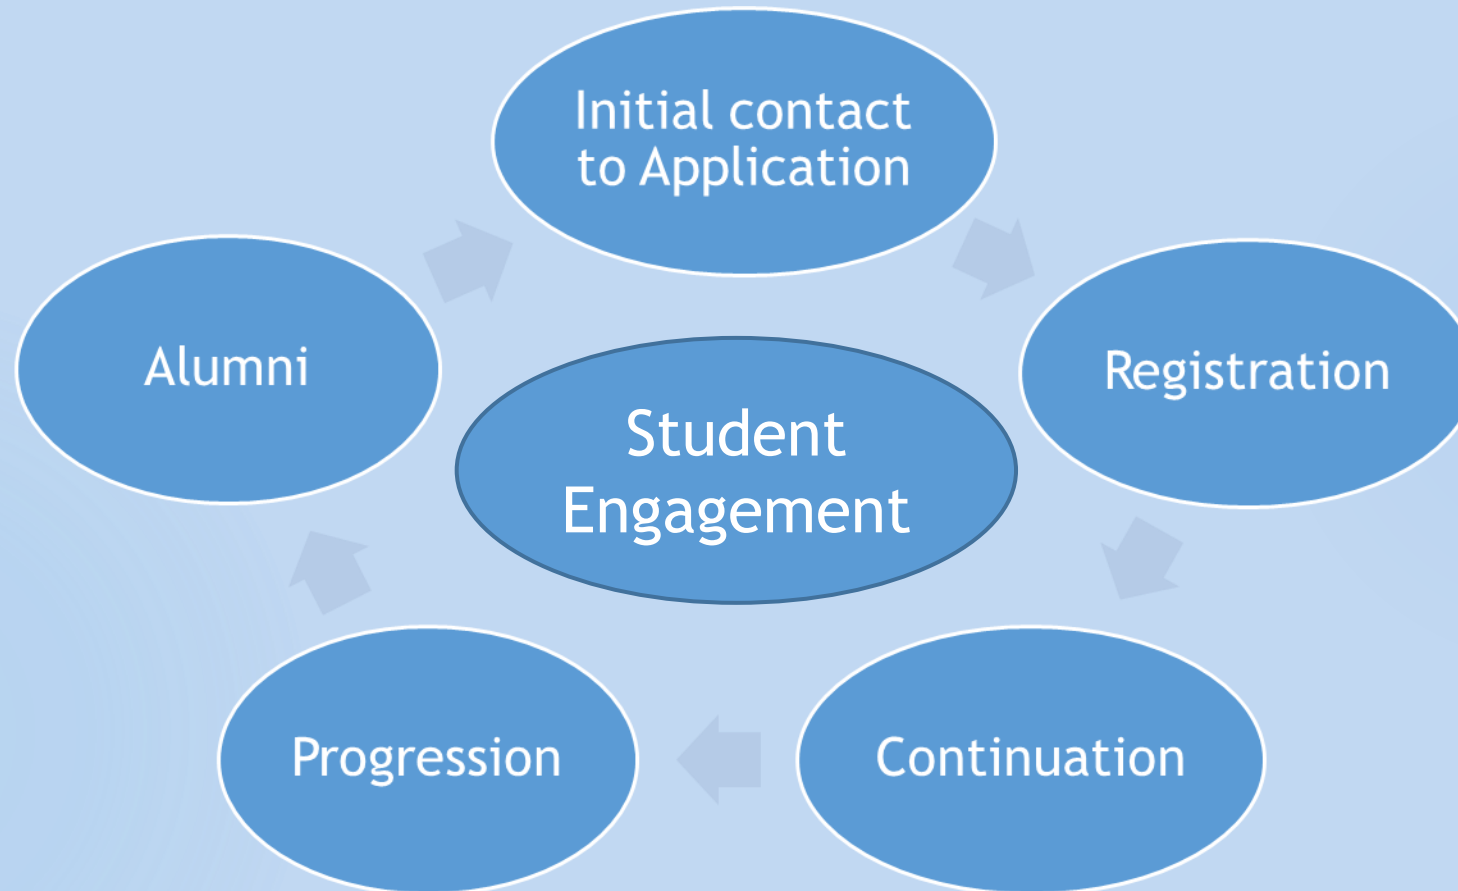 Initial contact
to Application
Registration
Continuation
Progression
Alumni
Student
Engagement